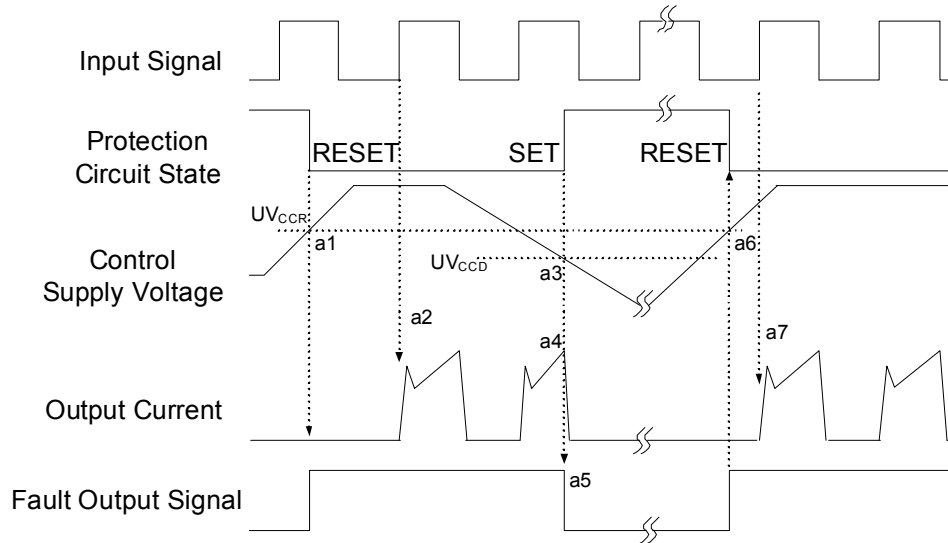 Input Signal
Protection
Circuit State
RESET
SET
RESET
UVCCR
a1
a6
Control
Supply Voltage
UVCCD
a3
a2
a7
a4
Output Current
Fault Output Signal
a5